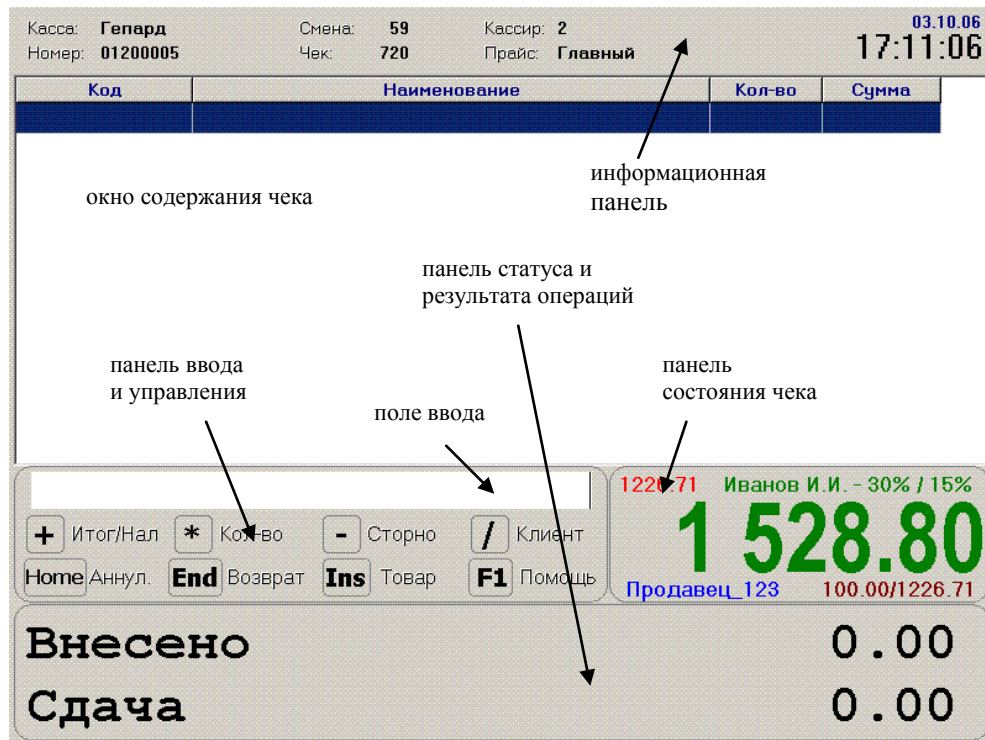 Касса: Гепард Смена: 59 Кассир: 2 03.10.06
Номер: 01200005 Чек: 720 Прайс: Главный 17:11:06
Код Наименование Кол-во Сумма
информационная
панель
окно содержания чека
панель статуса и
результата операций
панель ввода
и управления
панель
состояния чека
поле ввода
1226.71 Иванов И.И. - 30% / 15%
1 528.80
+ Итог/Нал * Кол-во - Сторно / Клиент
Home Аннул. End Возврат Ins Товар F1 Помощь
Продавец_123 100.00/1226.71
Внесено 0.00
Сдача 0.00